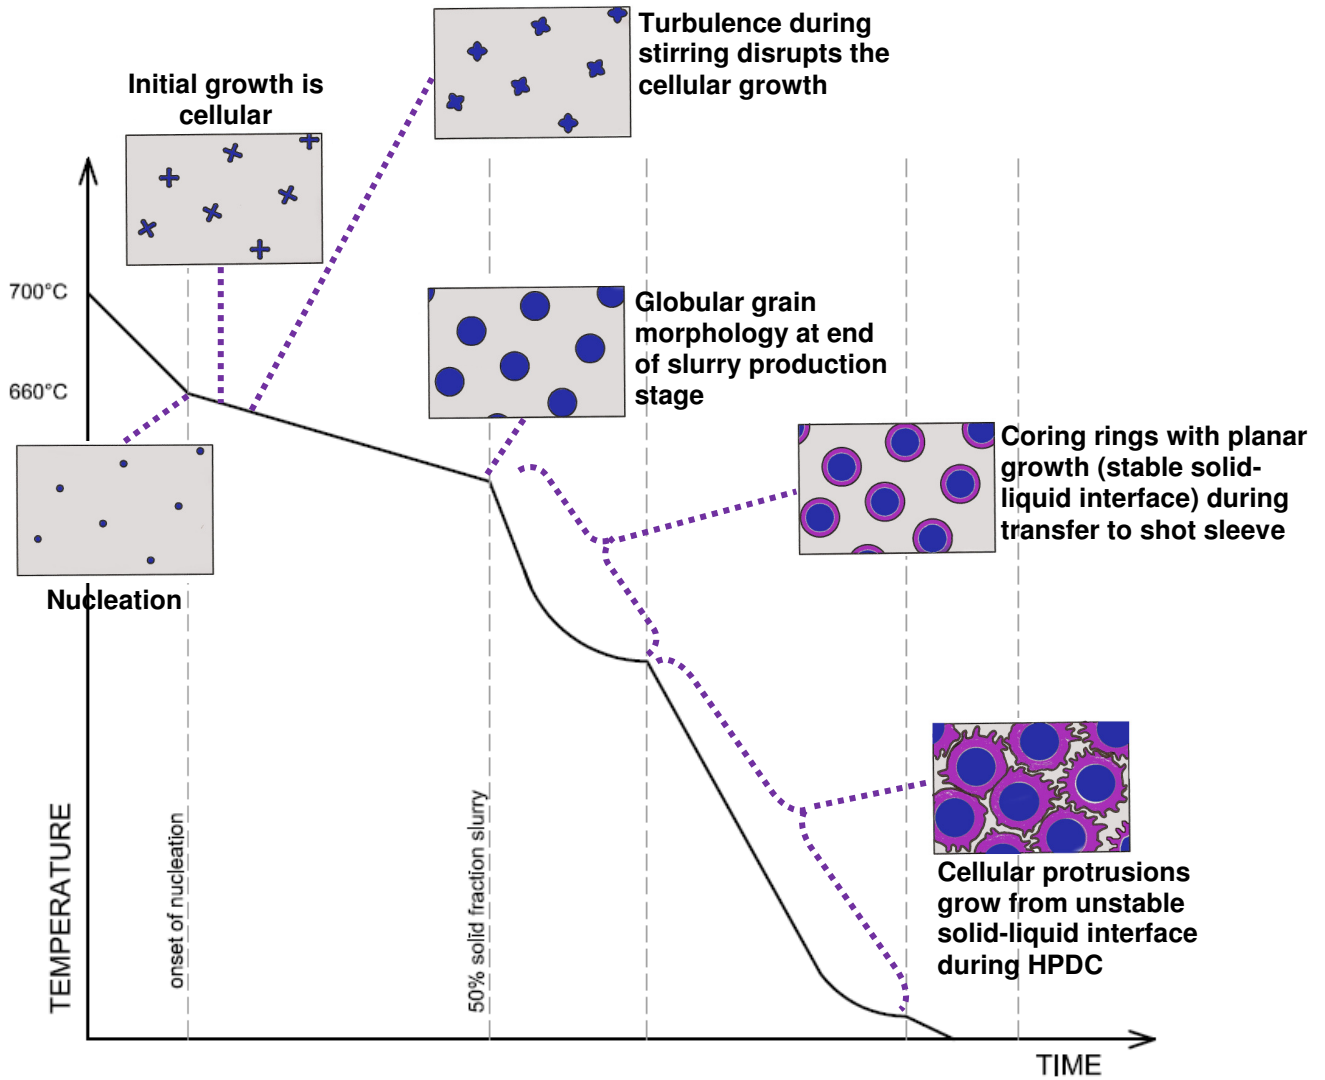 Turbulence during
stirring disrupts the
cellular growth
Initial growth is
cellular
700°C
660°C
Globular grain
morphology at end
of slurry production
stage
Coring rings with planar
growth (stable solid-
liquid interface) during
transfer to shot sleeve
Nucleation
Cellular protrusions
grow from unstable
solid-liquid interface
during HPDC
TEMPERATURE
onset of nucleation
50% solid fraction slurry
TIME